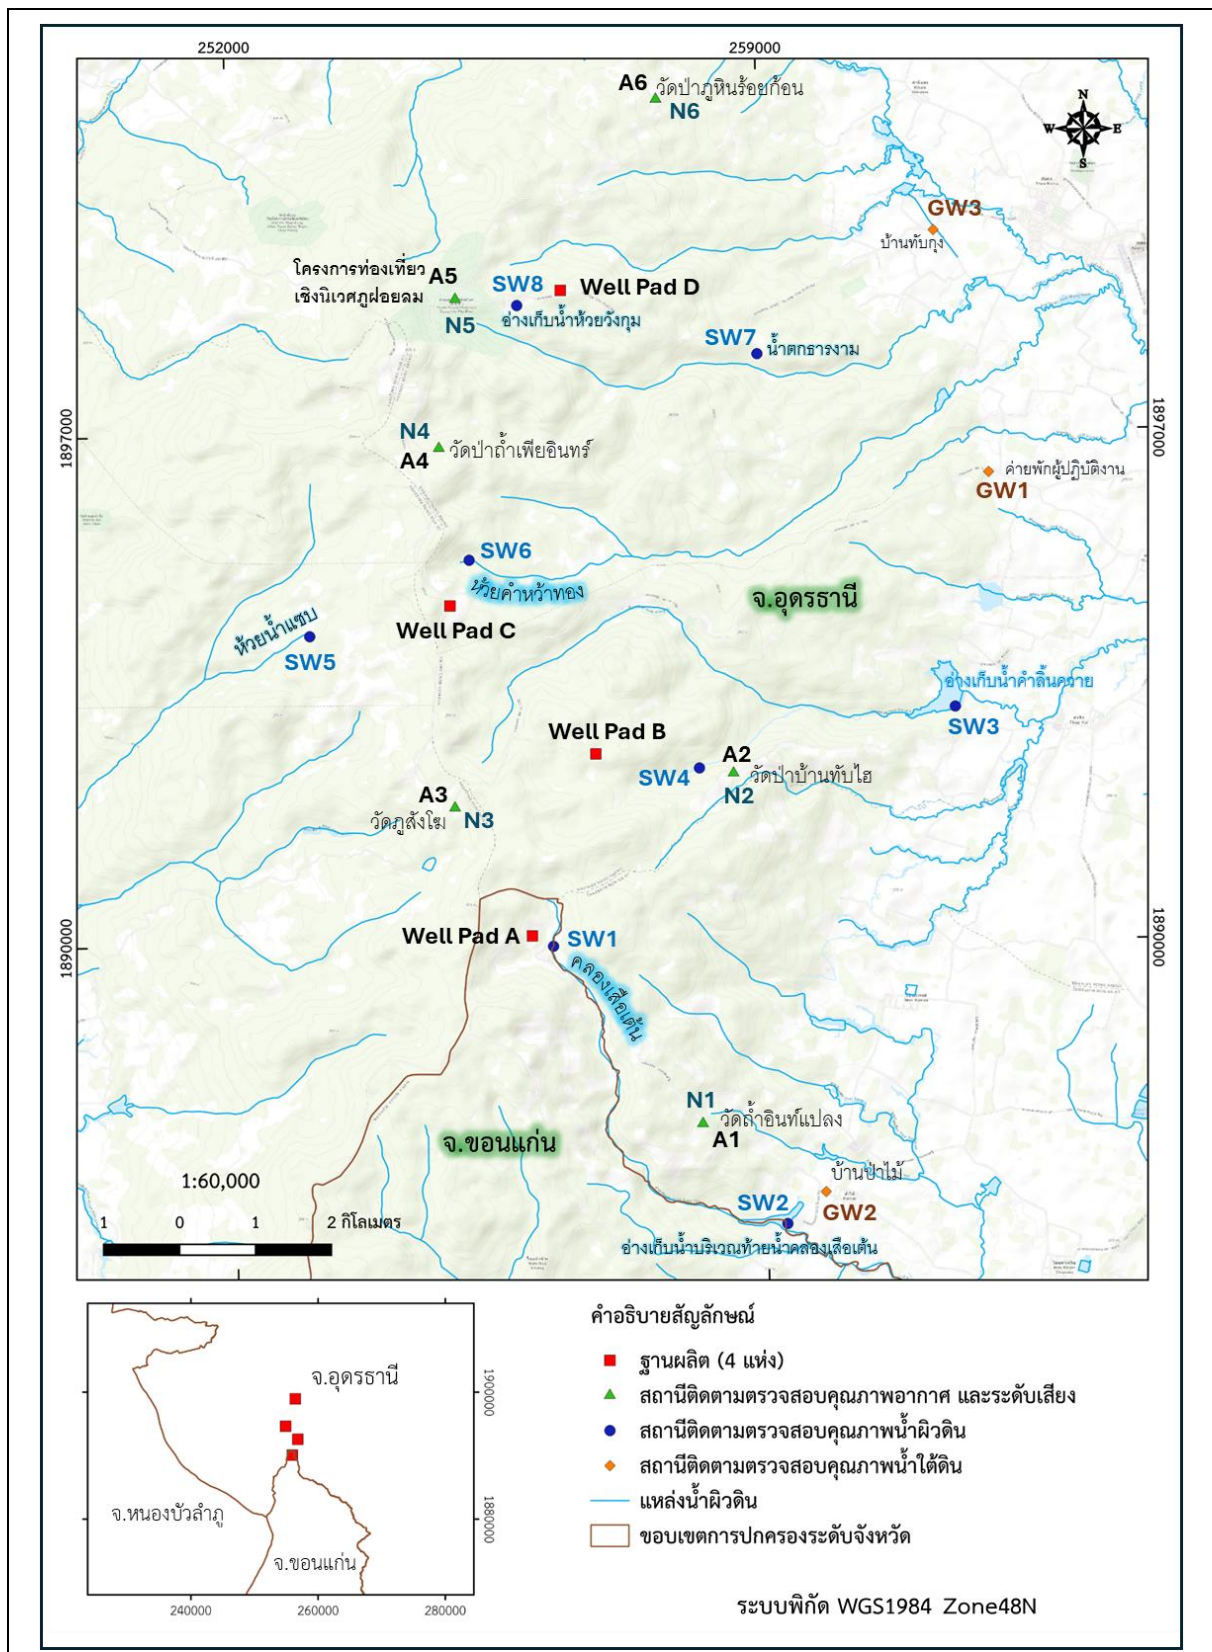 252000
259000
A6
วัดป่าภูหินร้อยก้อน
N6
N
W
E
S
GW3
บ้านทับกุง
โครงการท่องเที่ยว
เชิงนิเวศภูฝอยลม
A5
N5
SW8
อ่างเก็บน้ำห้วยวังกุม
Well Pad D
SW7
น้ำตกธารงาม
1897000
1897000
N4
A4
วัดป่าถ้ำเพียอินทร์
ค่ายพักผู้ปฏิบัติงาน
GW1
SW6
ห้วยคำหว้าทอง
จ.อุดรธานี
Well Pad C
ห้วยน้ำแซบ
SW5
อ่างเก็บน้ำคำลิ้นควาย
SW3
Well Pad B
SW4
A2
วัดป่าบ้านทับไฮ
N2
A3
วัดภูสังโฆ
N3
Well Pad A
SW1
คลองเสือเต้น
1890000
1890000
N1
วัดถ้ำอินท์แปลง
A1
จ.ขอนแก่น
บ้านป่าไม้
GW2
SW2
อ่างเก็บน้ำบริเวณท้ายน้ำคลองเสือเต้น
1:60,000
1 0 1 2 กิโลเมตร
จ.อุดรธานี
จ.หนองบัวลำภู
จ.ขอนแก่น
1900000
1880000
240000 260000 280000
คำอธิบายสัญลักษณ์
ฐานผลิต (4 แห่ง)
สถานีติดตามตรวจสอบคุณภาพอากาศ และระดับเสียง
สถานีติดตามตรวจสอบคุณภาพน้ำผิวดิน
สถานีติดตามตรวจสอบคุณภาพน้ำใต้ดิน
แหล่งน้ำผิวดิน
ขอบเขตการปกครองระดับจังหวัด
ระบบพิกัด WGS1984 Zone48N